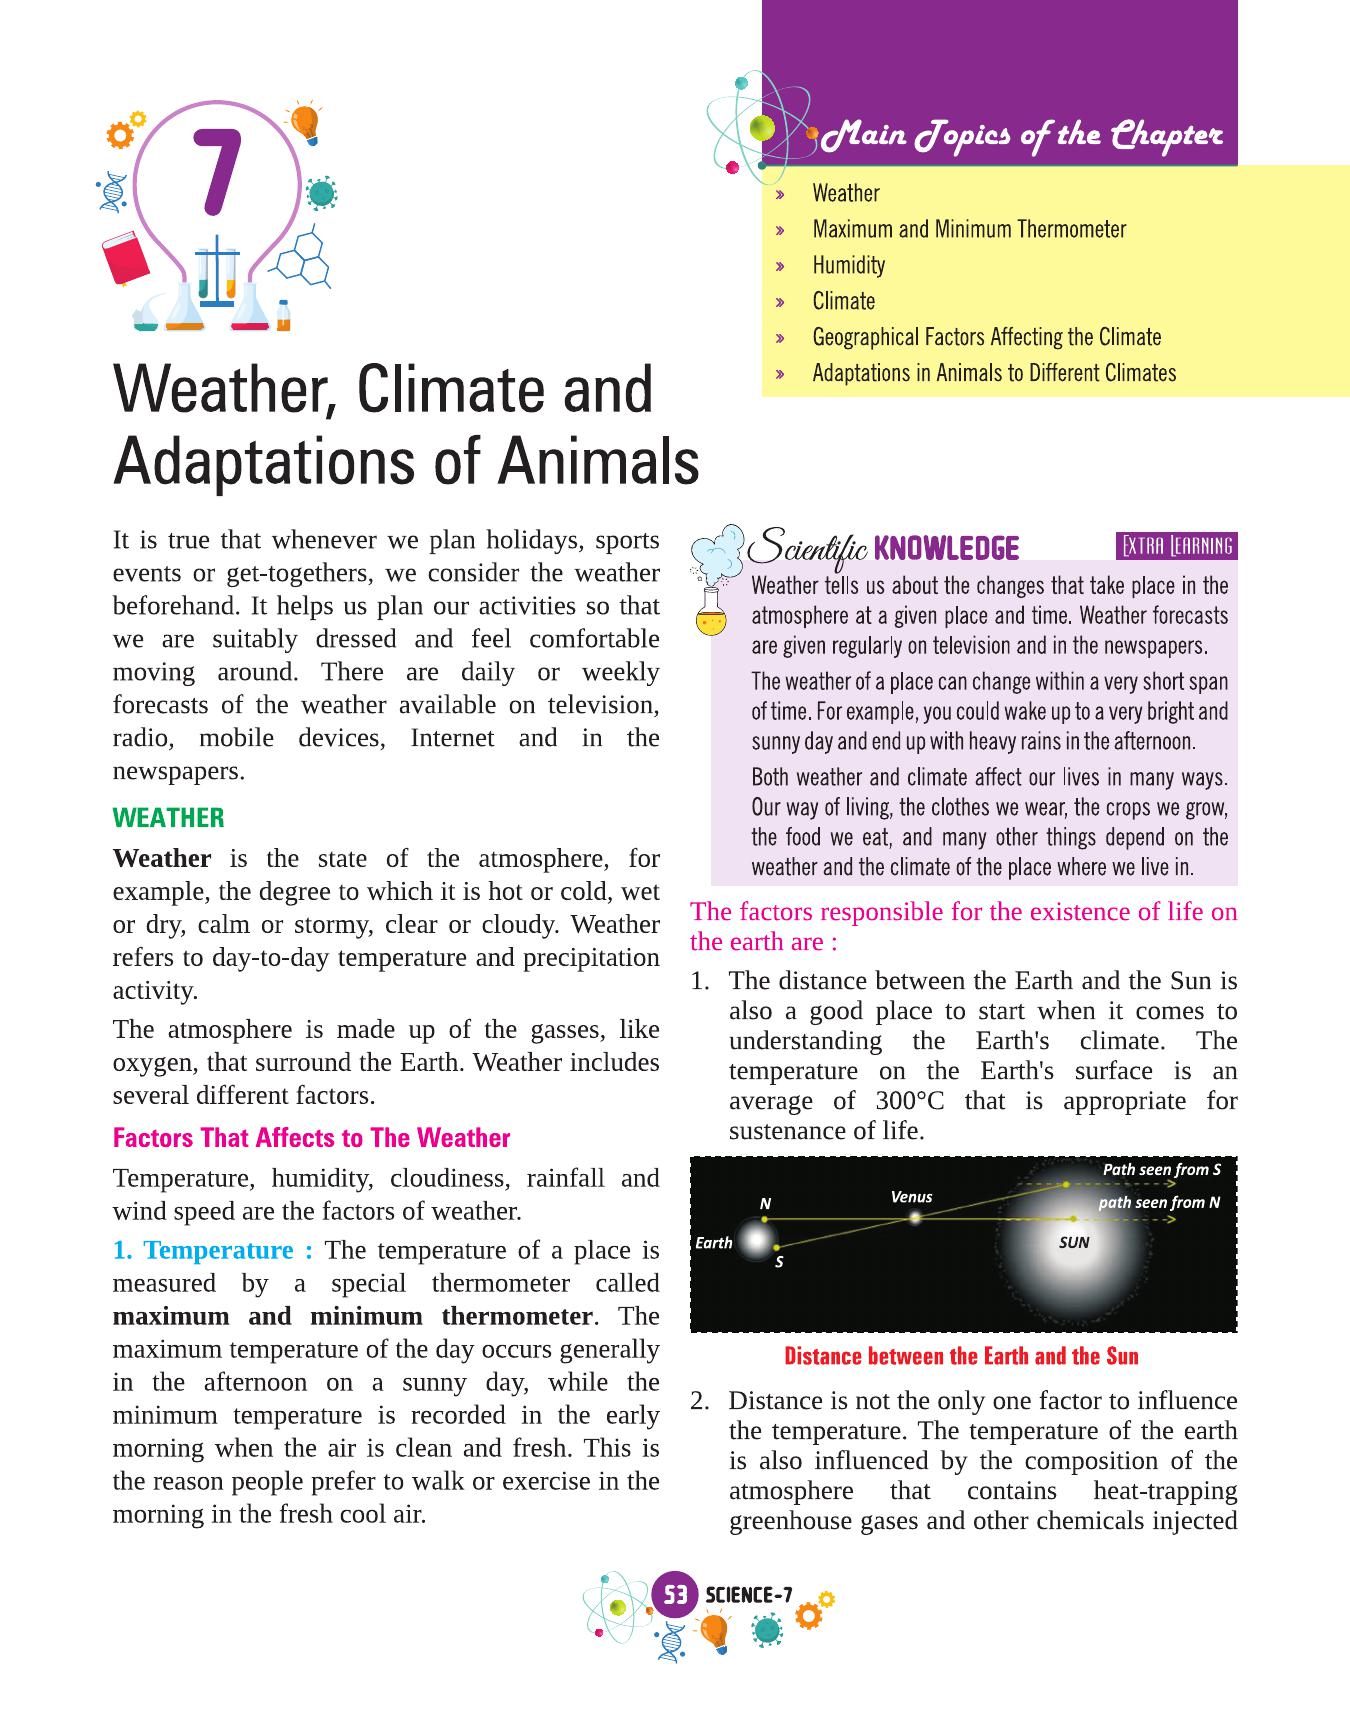 7
Main Topics of the Chapter
» Weather
» Maximum and Minimum Thermometer
» Humidity
» Climate
» Geographical Factors Affecting the Climate
» Adaptations in Animals to Different Climates
Weather, Climate and
Adaptations of Animals
It is true that whenever we plan holidays, sports
events or get-togethers, we consider the weather
beforehand. It helps us plan our activities so that
we are suitably dressed and feel comfortable
moving around. There are daily or weekly
forecasts of the weather available on television,
radio, mobile devices, Internet and in the
newspapers.
WEATHER
Weather is the state of the atmosphere, for
example, the degree to which it is hot or cold, wet
or dry, calm or stormy, clear or cloudy. Weather
refers to day-to-day temperature and precipitation
activity.
The atmosphere is made up of the gasses, like
oxygen, that surround the Earth. Weather includes
several different factors.
Factors That Affects to The Weather
Temperature, humidity, cloudiness, rainfall and
wind speed are the factors of weather.
1. Temperature : The temperature of a place is
measured by a special thermometer called
maximum and minimum thermometer. The
maximum temperature of the day occurs generally
in the afternoon on a sunny day, while the
minimum temperature is recorded in the early
morning when the air is clean and fresh. This is
the reason people prefer to walk or exercise in the
morning in the fresh cool air.
Scientific KNOWLEDGE
EXTRA LEARNING
Weather tells us about the changes that take place in the
atmosphere at a given place and time. Weather forecasts
are given regularly on television and in the newspapers.
The weather of a place can change within a very short span
of time. For example, you could wake up to a very bright and
sunny day and end up with heavy rains in the afternoon.
Both weather and climate affect our lives in many ways.
Our way of living, the clothes we wear, the crops we grow,
the food we eat, and many other things depend on the
weather and the climate of the place where we live in.
The factors responsible for the existence of life on
the earth are :
1. The distance between the Earth and the Sun is
also a good place to start when it comes to
understanding the Earth's climate. The
temperature on the Earth's surface is an
average of 300°C that is appropriate for
sustenance of life.
Path seen from S
path seen from N
Venus
N
Earth
S
SUN
Distance between the Earth and the Sun
2. Distance is not the only one factor to influence
the temperature. The temperature of the earth
is also influenced by the composition of the
atmosphere that contains heat-trapping
greenhouse gases and other chemicals injected
53 SCIENCE-7